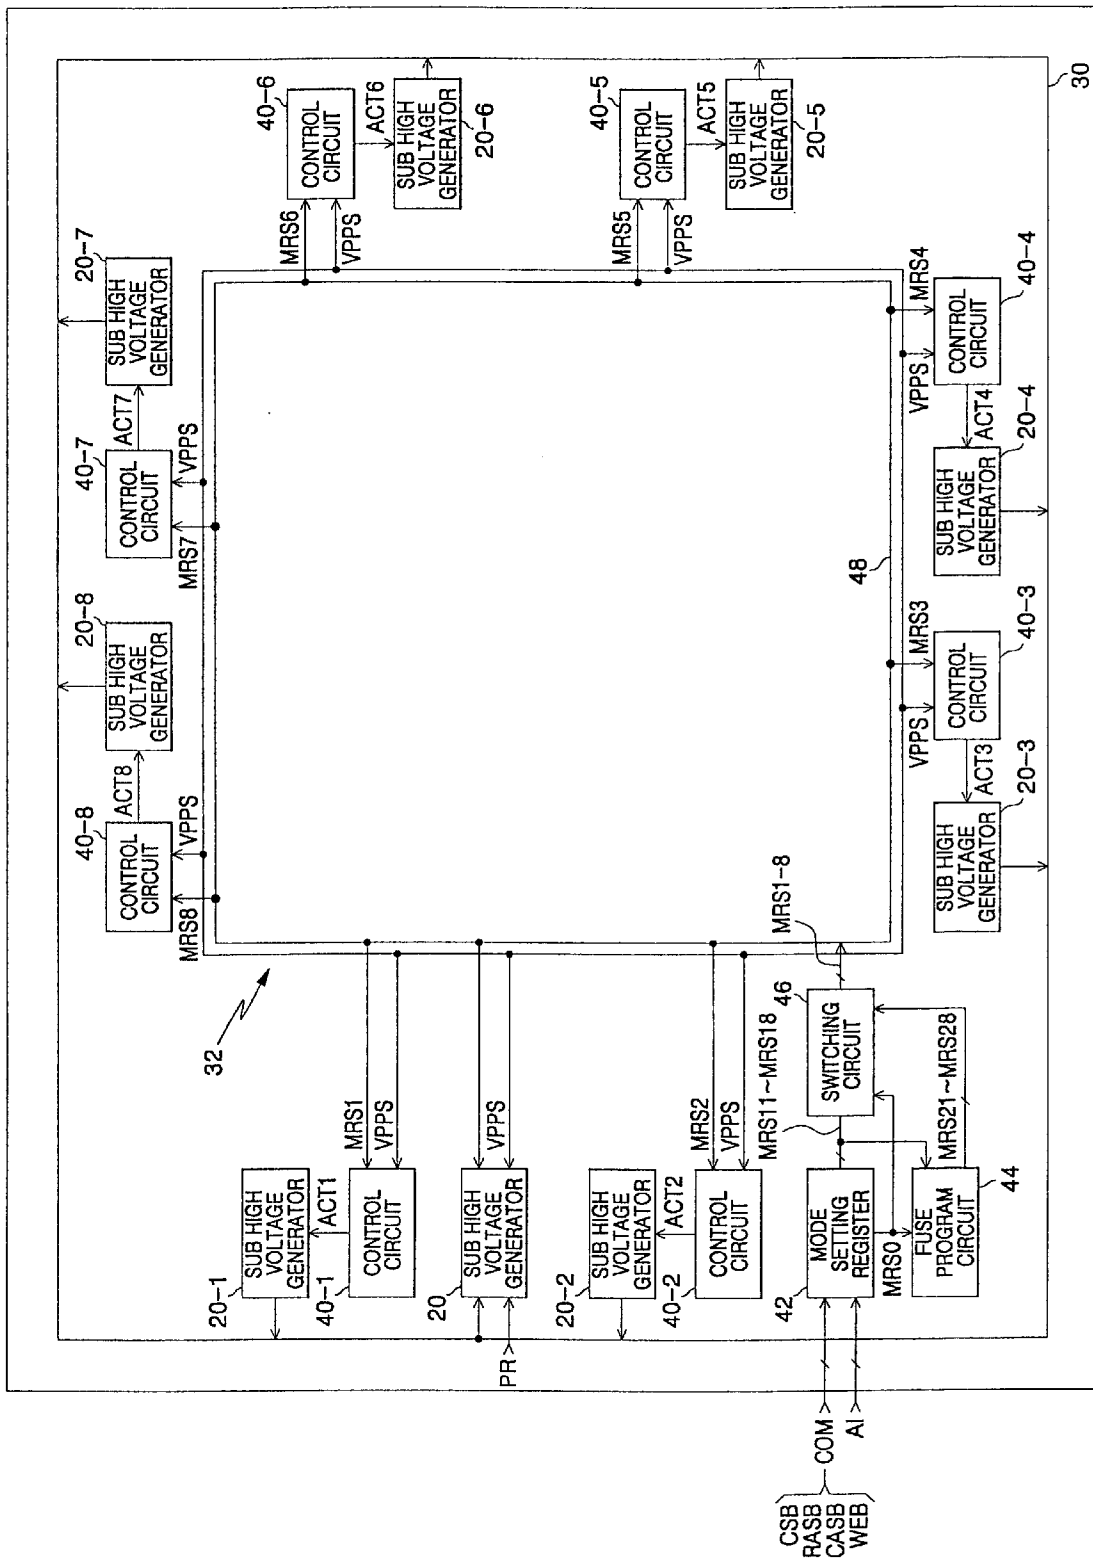 CSB
RASB
CASB
WEB
COM
AI
PR
20-1
SUB HIGH
VOLTAGE
GENERATOR
ACT1
40-1
CONTROL
CIRCUIT
MRS1
VPPS
20
SUB HIGH
VOLTAGE
GENERATOR
VPPS
20-2
SUB HIGH
VOLTAGE
GENERATOR
ACT2
40-2
CONTROL
CIRCUIT
MRS2
VPPS
42
MODE
SETTING
REGISTER
MRS0
FUSE
PROGRAM
CIRCUIT
44
MRS11~MRS18
MRS21~MRS28
46
SWITCHING
CIRCUIT
MRS1-8
32
40-8
CONTROL
CIRCUIT
ACT8
MRS8
VPPS
20-8
SUB HIGH
VOLTAGE
GENERATOR
40-7
CONTROL
CIRCUIT
ACT7
MRS7
VPPS
20-7
SUB HIGH
VOLTAGE
GENERATOR
20-3
SUB HIGH
VOLTAGE
GENERATOR
ACT3
40-3
CONTROL
CIRCUIT
VPPS
MRS3
48
20-4
SUB HIGH
VOLTAGE
GENERATOR
ACT4
40-4
CONTROL
CIRCUIT
VPPS
MRS4
MRS6
VPPS
40-6
CONTROL
CIRCUIT
ACT6
SUB HIGH
VOLTAGE
GENERATOR
20-6
MRS5
VPPS
40-5
CONTROL
CIRCUIT
ACT5
SUB HIGH
VOLTAGE
GENERATOR
20-5
30